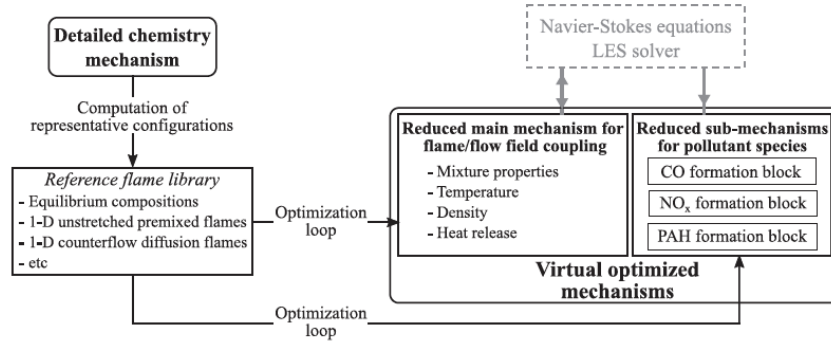 Detailed chemistry
mechanism
Computation of
representative configurations
Reference flame library
- Equilibrium compositions
- 1-D unstretched premixed flames
- 1-D counterflow diffusion flames
- etc
Optimization
loop
Optimization
loop
Navier-Stokes equations
LES solver
Reduced main mechanism for
flame/flow field coupling
- Mixture properties
- Temperature
- Density
- Heat release
Reduced sub-mechanisms
for pollutant species
CO formation block
NOx formation block
PAH formation block
Virtual optimized
mechanisms